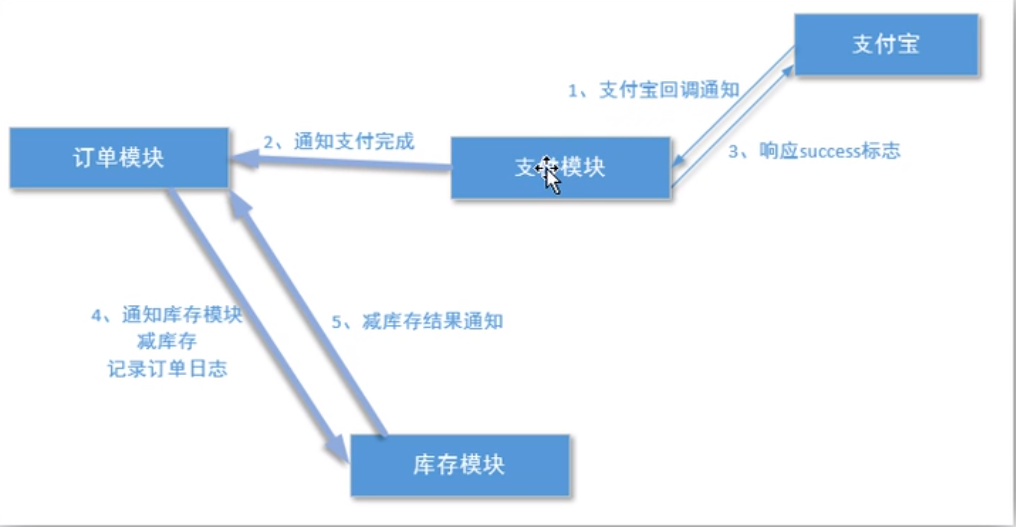 支付宝
1、支付宝回调通知
订单模块
2、通知支付完成
支付模块
3、响应success标志
4、通知库存模块
减库存
记录订单日志
5、减库存结果通知
库存模块